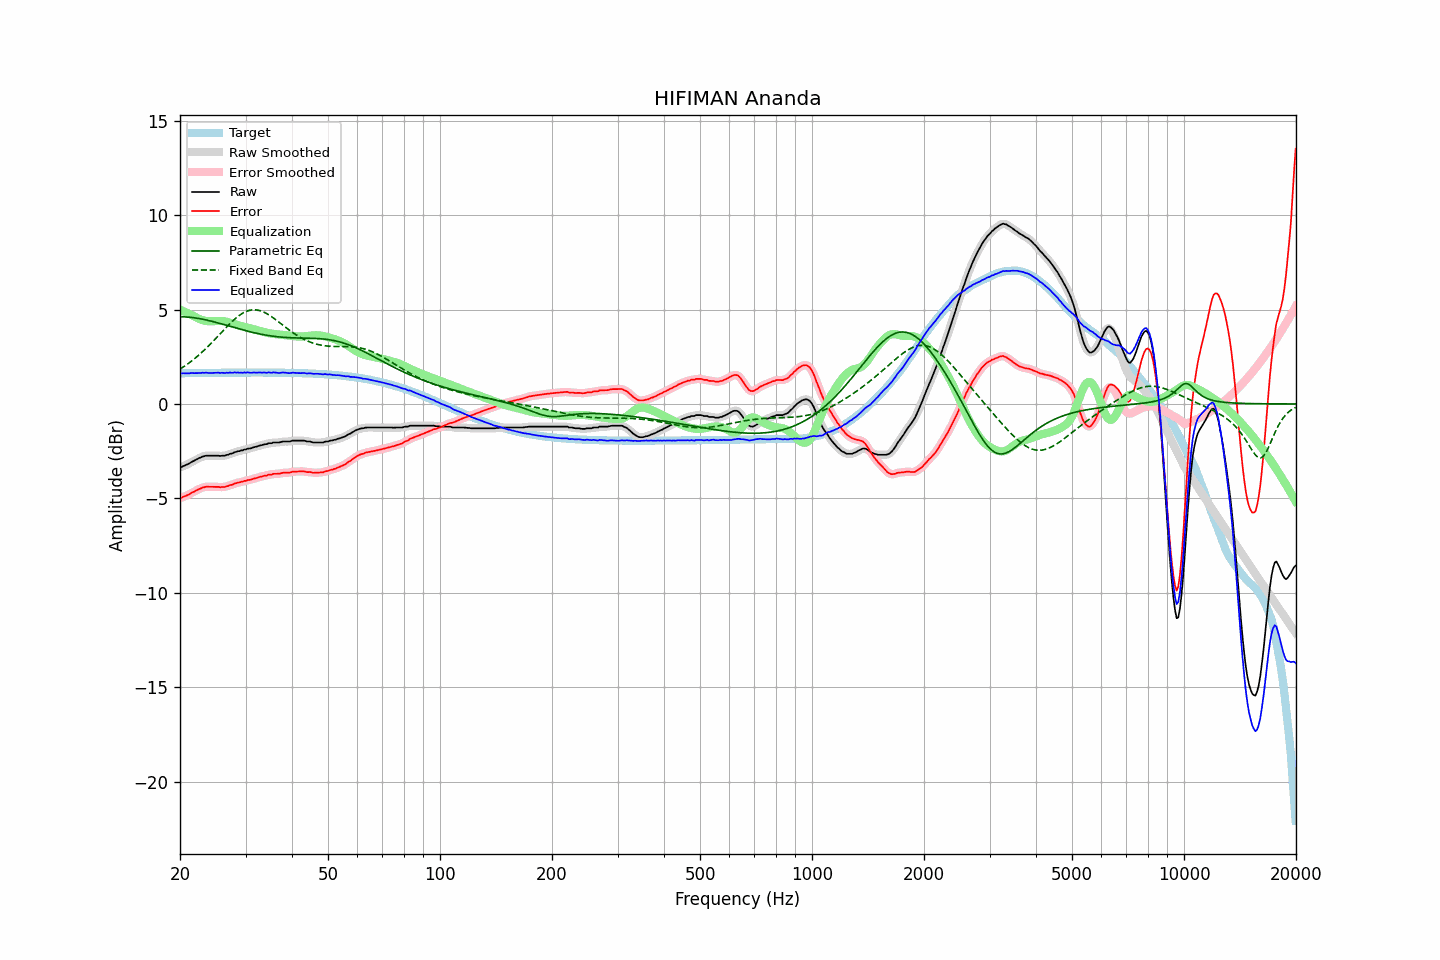 HIFIMAN Ananda
Target
Raw Smoothed
Error Smoothed
Raw
Error
Equalization
Parametric Eq
Fixed Band Eq
Equalized
15
10
5
0
−5
−10
−15
−20
Amplitude (dBr)
20
50
100
200
500
1000
2000
5000
10000
20000
Frequency (Hz)